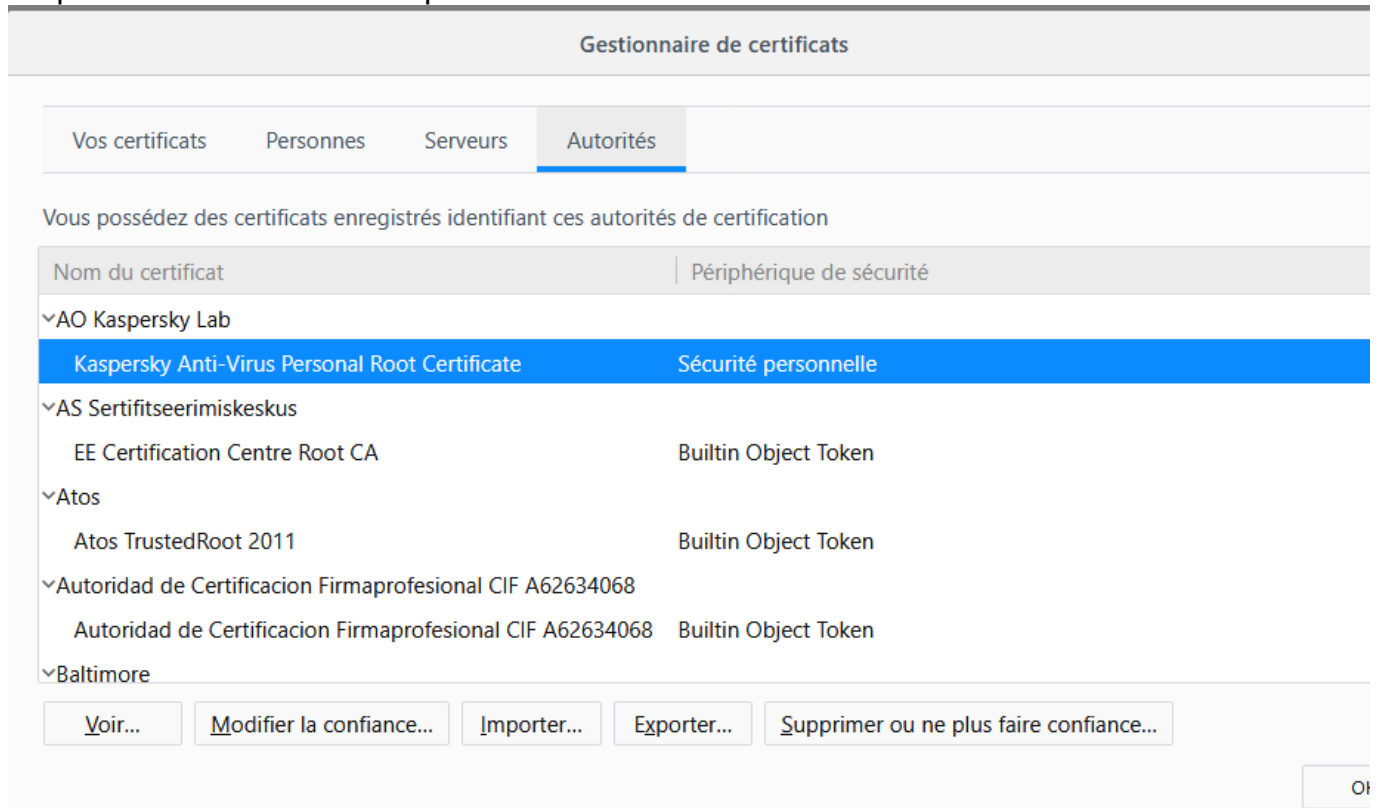 Gestionnaire de certificats
Vos certificats Personnes Serveurs Autorités
Vous possédez des certificats enregistrés identifiant ces autorités de certification
Nom du certificat Périphérique de sécurité
AO Kaspersky Lab
Kaspersky Anti-Virus Personal Root Certificate Sécurité personnelle
AS Sertifitseerimiskeskus
EE Certification Centre Root CA Builtin Object Token
Atos
Atos TrustedRoot 2011 Builtin Object Token
Autoridad de Certificacion Firmaprofesional CIF A62634068
Autoridad de Certificacion Firmaprofesional CIF A62634068 Builtin Object Token
Baltimore
Voir... Modifier la confiance... Importer... Exporter... Supprimer ou ne plus faire confiance...